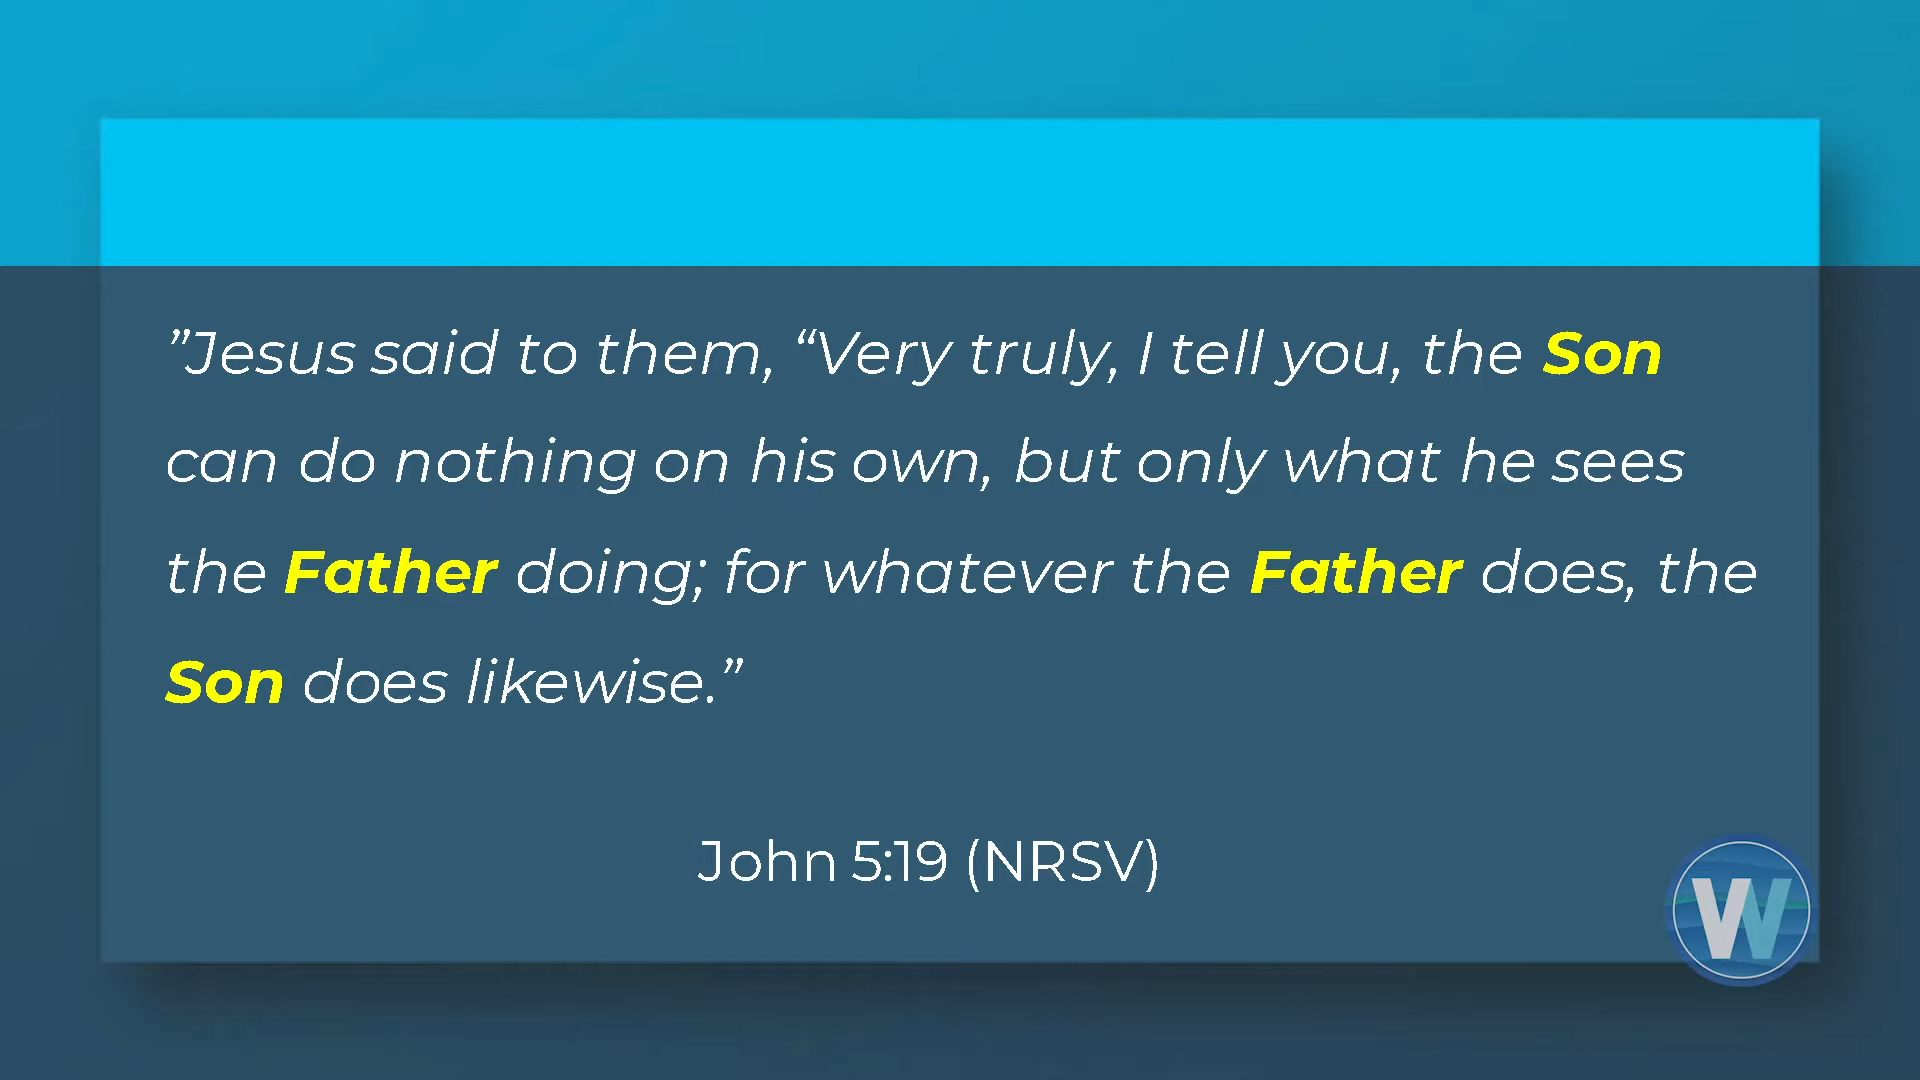 ”Jesus said to them, “Very truly, I tell you, the Son
can do nothing on his own, but only what he sees
the Father doing; for whatever the Father does, the
Son does likewise.”
John 5:19 (NRSV)
W